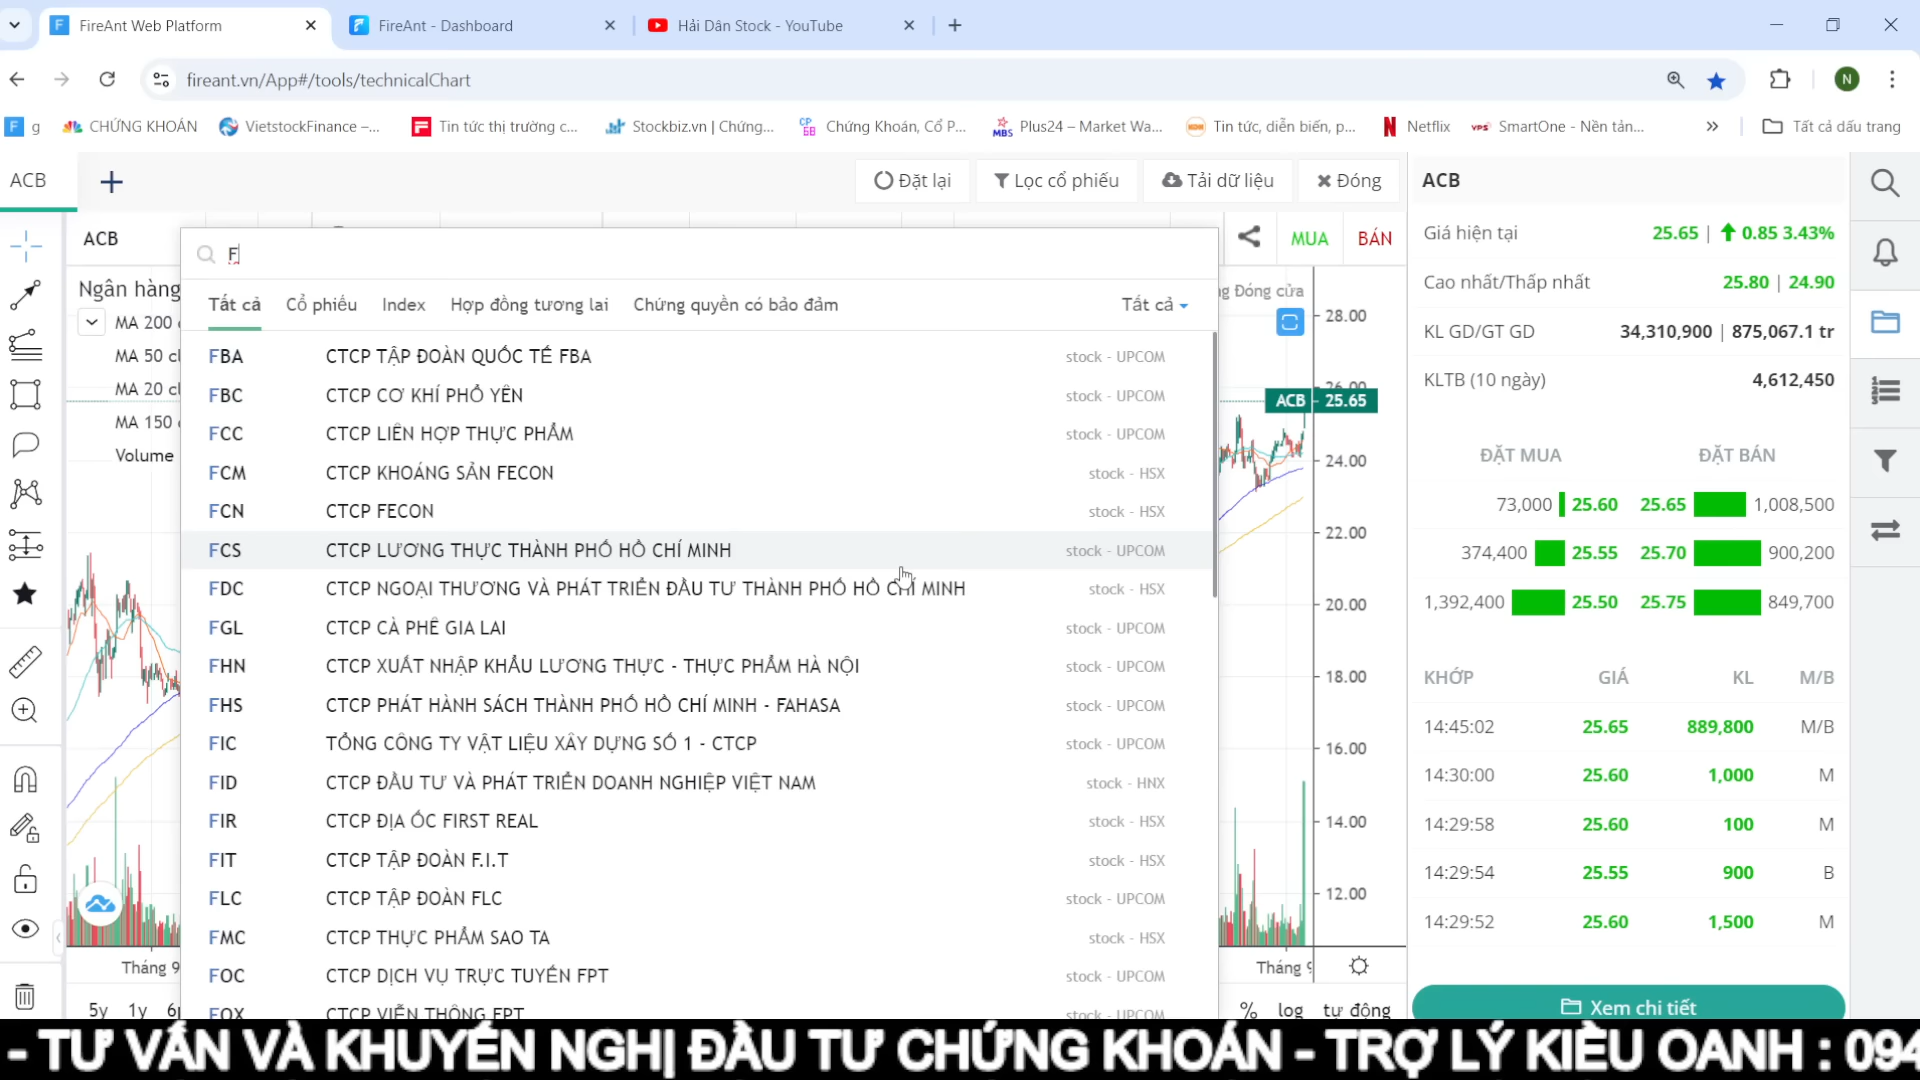 FireAnt Web Platform
FireAnt - Dashboard
Hải Dân Stock - YouTube
fireant.vn/App#/tools/technicalChart
N
g
CHỨNG KHOÁN
VietstockFinance –...
Tin tức thị trường c...
Stockbiz.vn | Chứng...
Chứng Khoán, Cổ P...
Plus24 – Market Wa...
Tin tức, diễn biến, p...
Netflix
SmartOne - Nền tản...
Tất cả dấu trang
ACB
Đặt lại
Lọc cổ phiếu
Tải dữ liệu
Đóng
ACB
ACB
F
MUA
BÁN
Giá hiện tại
25.65 | 0.85 3.43%
Cao nhất/Thấp nhất
25.80 | 24.90
KL GD/GT GD
34,310,900 | 875,067.1 tr
KLTB (10 ngày)
4,612,450
Ngân hàng
g Đóng cửa
MA 200
MA 50 cl
MA 20 cl
MA 150
Volume
Tất cả
Cổ phiếu
Index
Hợp đồng tương lai
Chứng quyền có bảo đảm
Tất cả
FBA CTCP TẬP ĐOÀN QUỐC TẾ FBA stock - UPCOM
FBC CTCP CƠ KHÍ PHỔ YÊN stock - UPCOM
FCC CTCP LIÊN HỢP THỰC PHẨM stock - UPCOM
FCM CTCP KHOÁNG SẢN FECON stock - HSX
FCN CTCP FECON stock - HSX
FCS CTCP LƯƠNG THỰC THÀNH PHỐ HỒ CHÍ MINH stock - UPCOM
FDC CTCP NGOẠI THƯƠNG VÀ PHÁT TRIỂN ĐẦU TƯ THÀNH PHỐ HỒ CHÍ MINH stock - HSX
FGL CTCP CÀ PHÊ GIA LAI stock - UPCOM
FHN CTCP XUẤT NHẬP KHẨU LƯƠNG THỰC - THỰC PHẨM HÀ NỘI stock - UPCOM
FHS CTCP PHÁT HÀNH SÁCH THÀNH PHỐ HỒ CHÍ MINH - FAHASA stock - UPCOM
FIC TỔNG CÔNG TY VẬT LIỆU XÂY DỰNG SỐ 1 - CTCP stock - UPCOM
FID CTCP ĐẦU TƯ VÀ PHÁT TRIỂN DOANH NGHIỆP VIỆT NAM stock - HNX
FIR CTCP ĐỊA ỐC FIRST REAL stock - HSX
FIT CTCP TẬP ĐOÀN F.I.T stock - HSX
FLC CTCP TẬP ĐOÀN FLC stock - UPCOM
FMC CTCP THỰC PHẨM SAO TA stock - HSX
FOC CTCP DỊCH VỤ TRỰC TUYẾN FPT stock - UPCOM
FOX CTCP VIỄN THÔNG FPT stock - UPCOM
28.00
26.00
ACB 25.65
24.00
22.00
20.00
18.00
16.00
14.00
12.00
Tháng 9
Tháng 9
5y
1y
% log tự động
ĐẶT MUA ĐẶT BÁN
73,000 25.60 25.65 1,008,500
374,400 25.55 25.70 900,200
1,392,400 25.50 25.75 849,700
KHỚP GIÁ KL M/B
14:45:02 25.65 889,800 M/B
14:30:00 25.60 1,000 M
14:29:58 25.60 100 M
14:29:54 25.55 900 B
14:29:52 25.60 1,500 M
Xem chi tiết
- TƯ VẤN VÀ KHUYẾN NGHỊ ĐẦU TƯ CHỨNG KHOÁN - TRỢ LÝ KIỀU OANH : 094